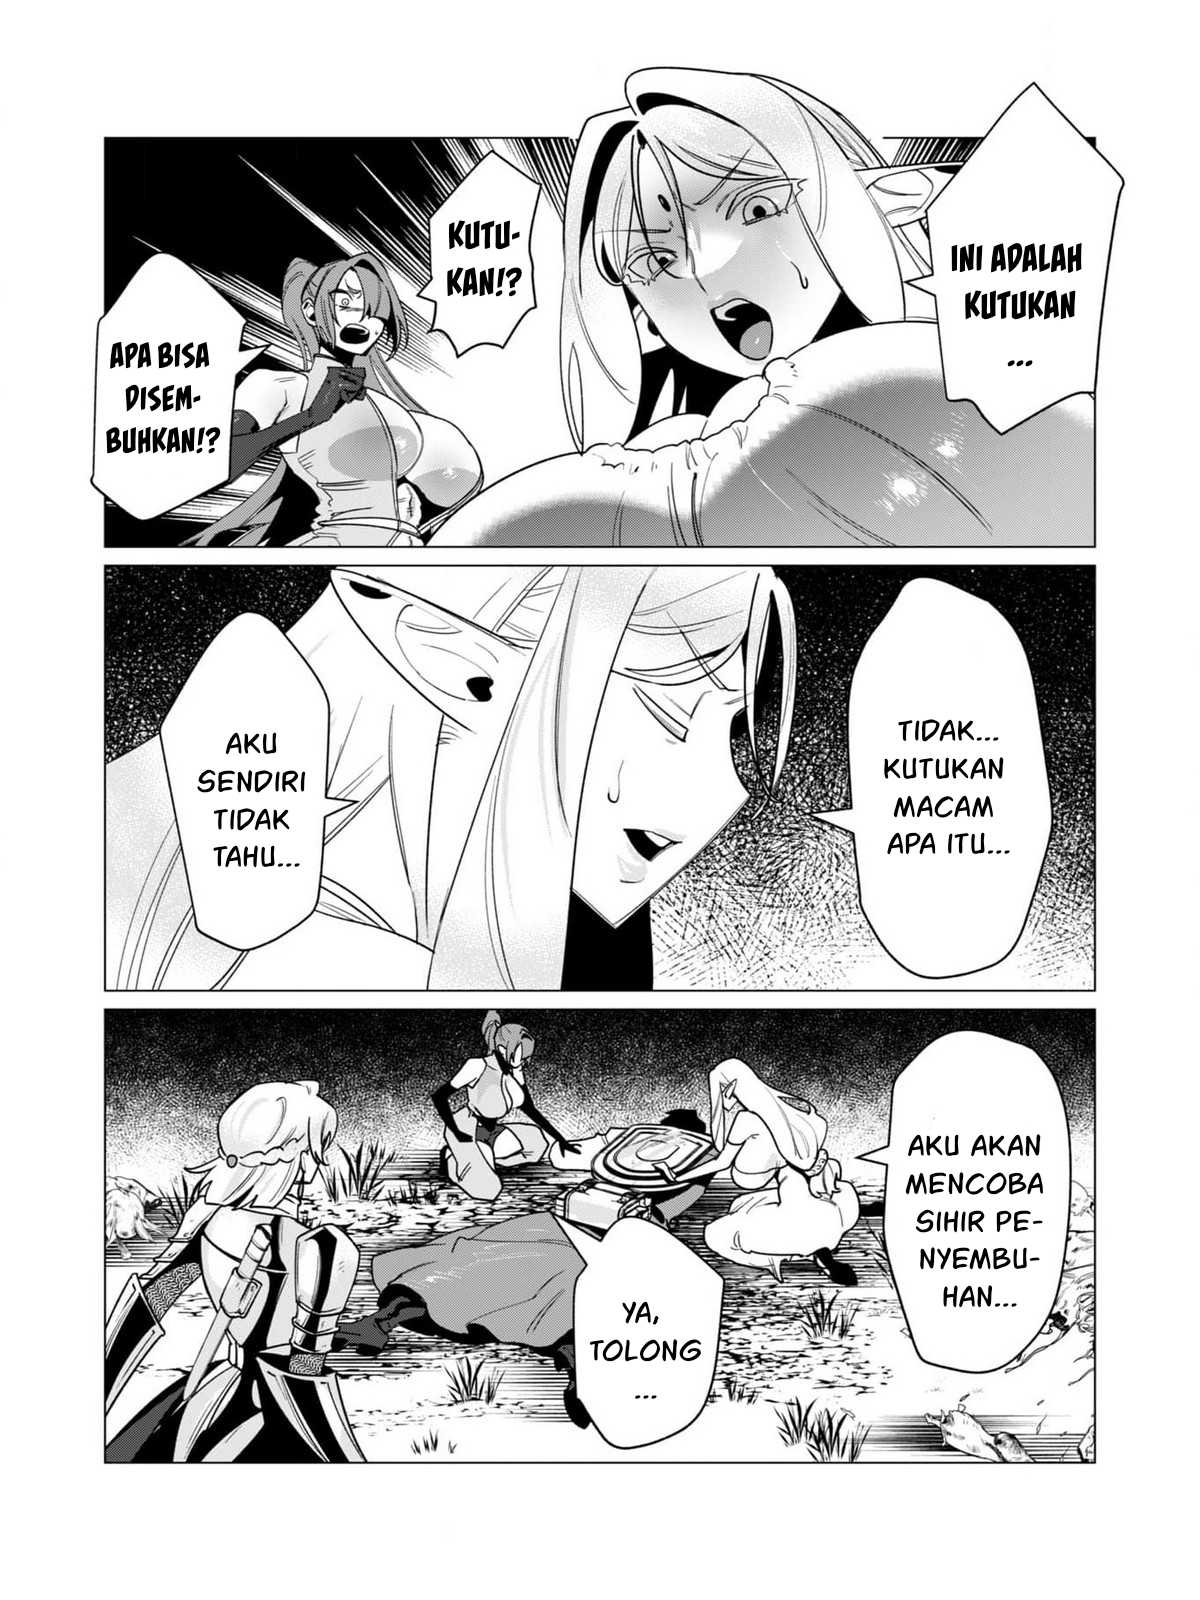 INI ADALAH
KUTUKAN
...
KUTU-
KAN!?
APA BISA
DISEM-
BUHKAN!?
TIDAK...
KUTUKAN
MACAM
APA ITU...
AKU
SENDIRI
TIDAK
TAHU...
AKU AKAN
MENCOBA
SIHIR PE-
NYEMBU-
HAN...
YA,
TOLONG
...